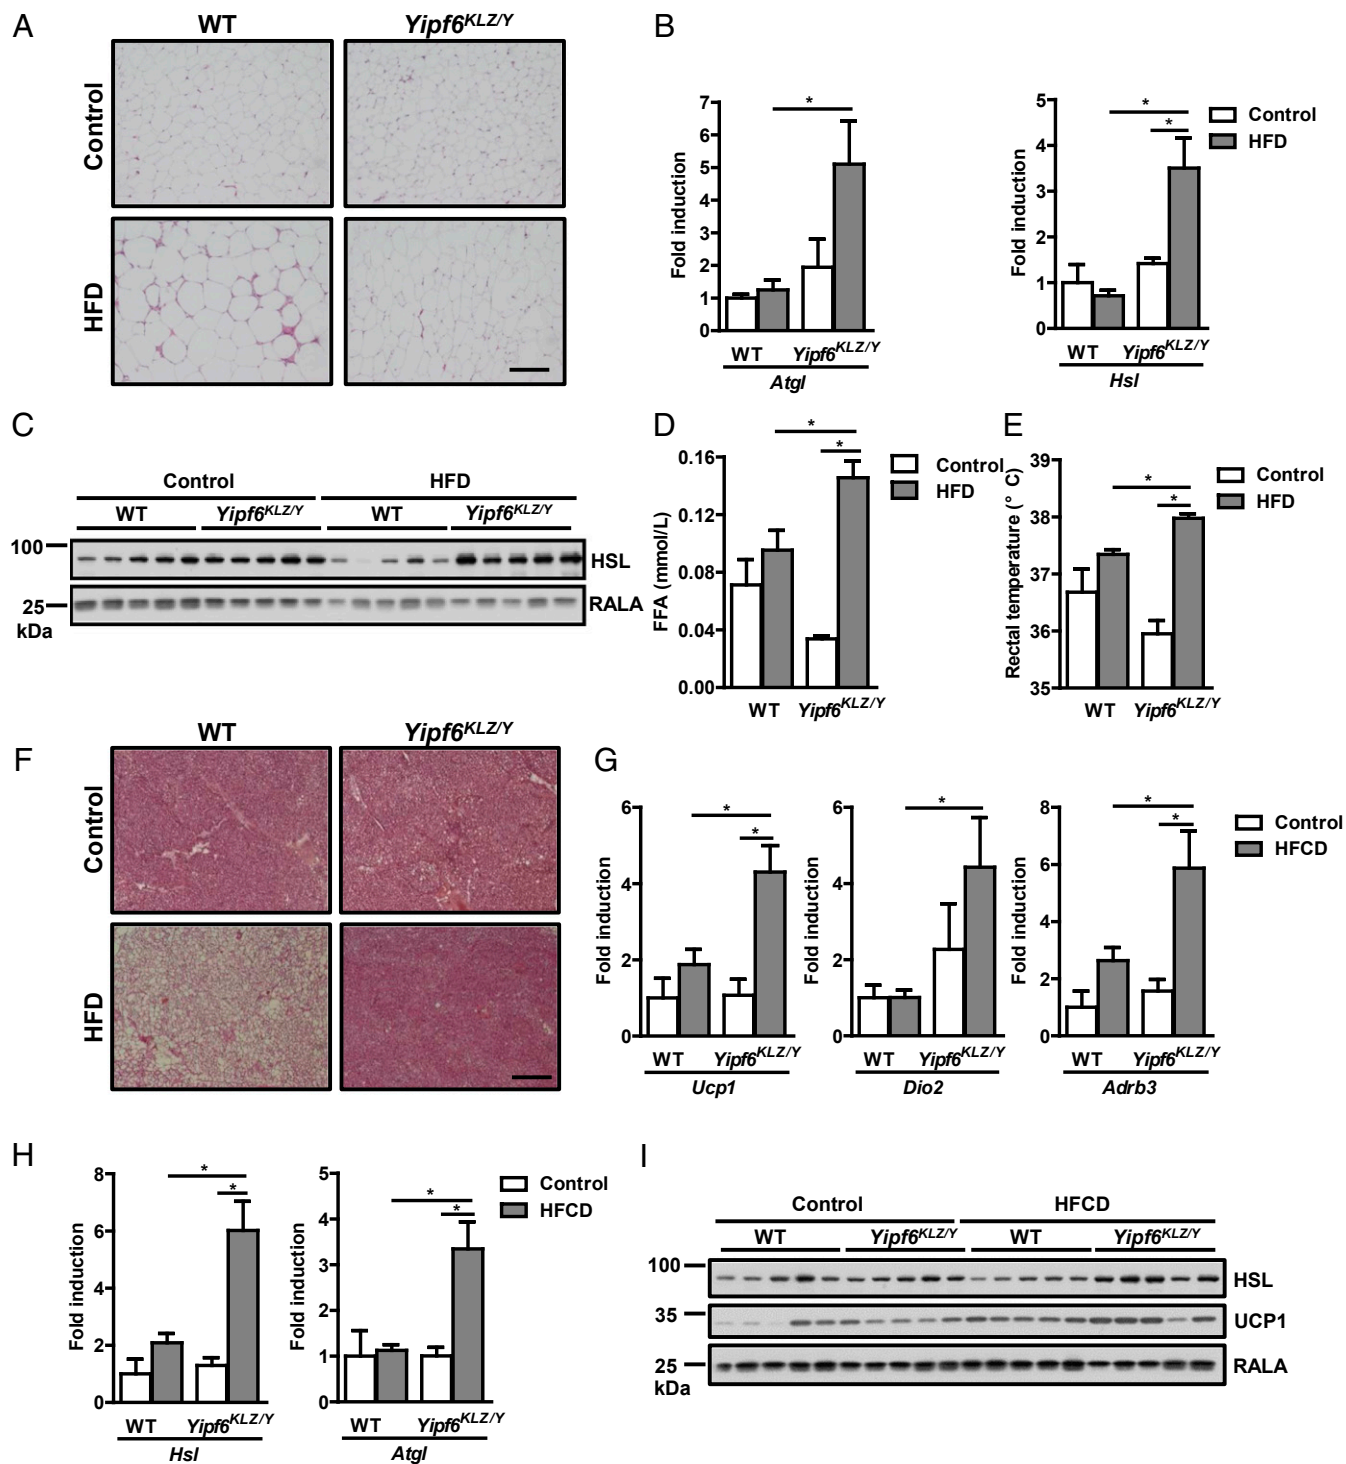 A
WT
Yipf6KLZ/Y
Control
HFD
B
Fold induction
7
6
5
4
3
2
1
0
*
WT
Yipf6KLZ/Y
Atgl
Fold induction
5
4
3
2
1
0
*
*
WT
Yipf6KLZ/Y
Hsl
Control
HFD
C
Control
HFD
WT
Yipf6KLZ/Y
WT
Yipf6KLZ/Y
100
HSL
25
RALA
kDa
D
FFA (mmol/L)
0.16
0.12
0.08
0.04
0.00
*
*
WT
Yipf6KLZ/Y
Control
HFD
E
Rectal temperature (° C)
39
38
37
36
35
*
*
WT
Yipf6KLZ/Y
Control
HFD
F
WT
Yipf6KLZ/Y
Control
HFD
G
Fold induction
6
4
2
0
*
*
WT
Yipf6KLZ/Y
Ucp1
Fold induction
6
4
2
0
*
WT
Yipf6KLZ/Y
Dio2
Fold induction
8
6
4
2
0
*
*
WT
Yipf6KLZ/Y
Adrb3
Control
HFCD
H
Fold induction
8
6
4
2
0
*
*
WT
Yipf6KLZ/Y
Hsl
Fold induction
5
4
3
2
1
0
*
*
WT
Yipf6KLZ/Y
Atgl
Control
HFCD
I
Control
HFCD
WT
Yipf6KLZ/Y
WT
Yipf6KLZ/Y
100
HSL
35
UCP1
25
RALA
kDa